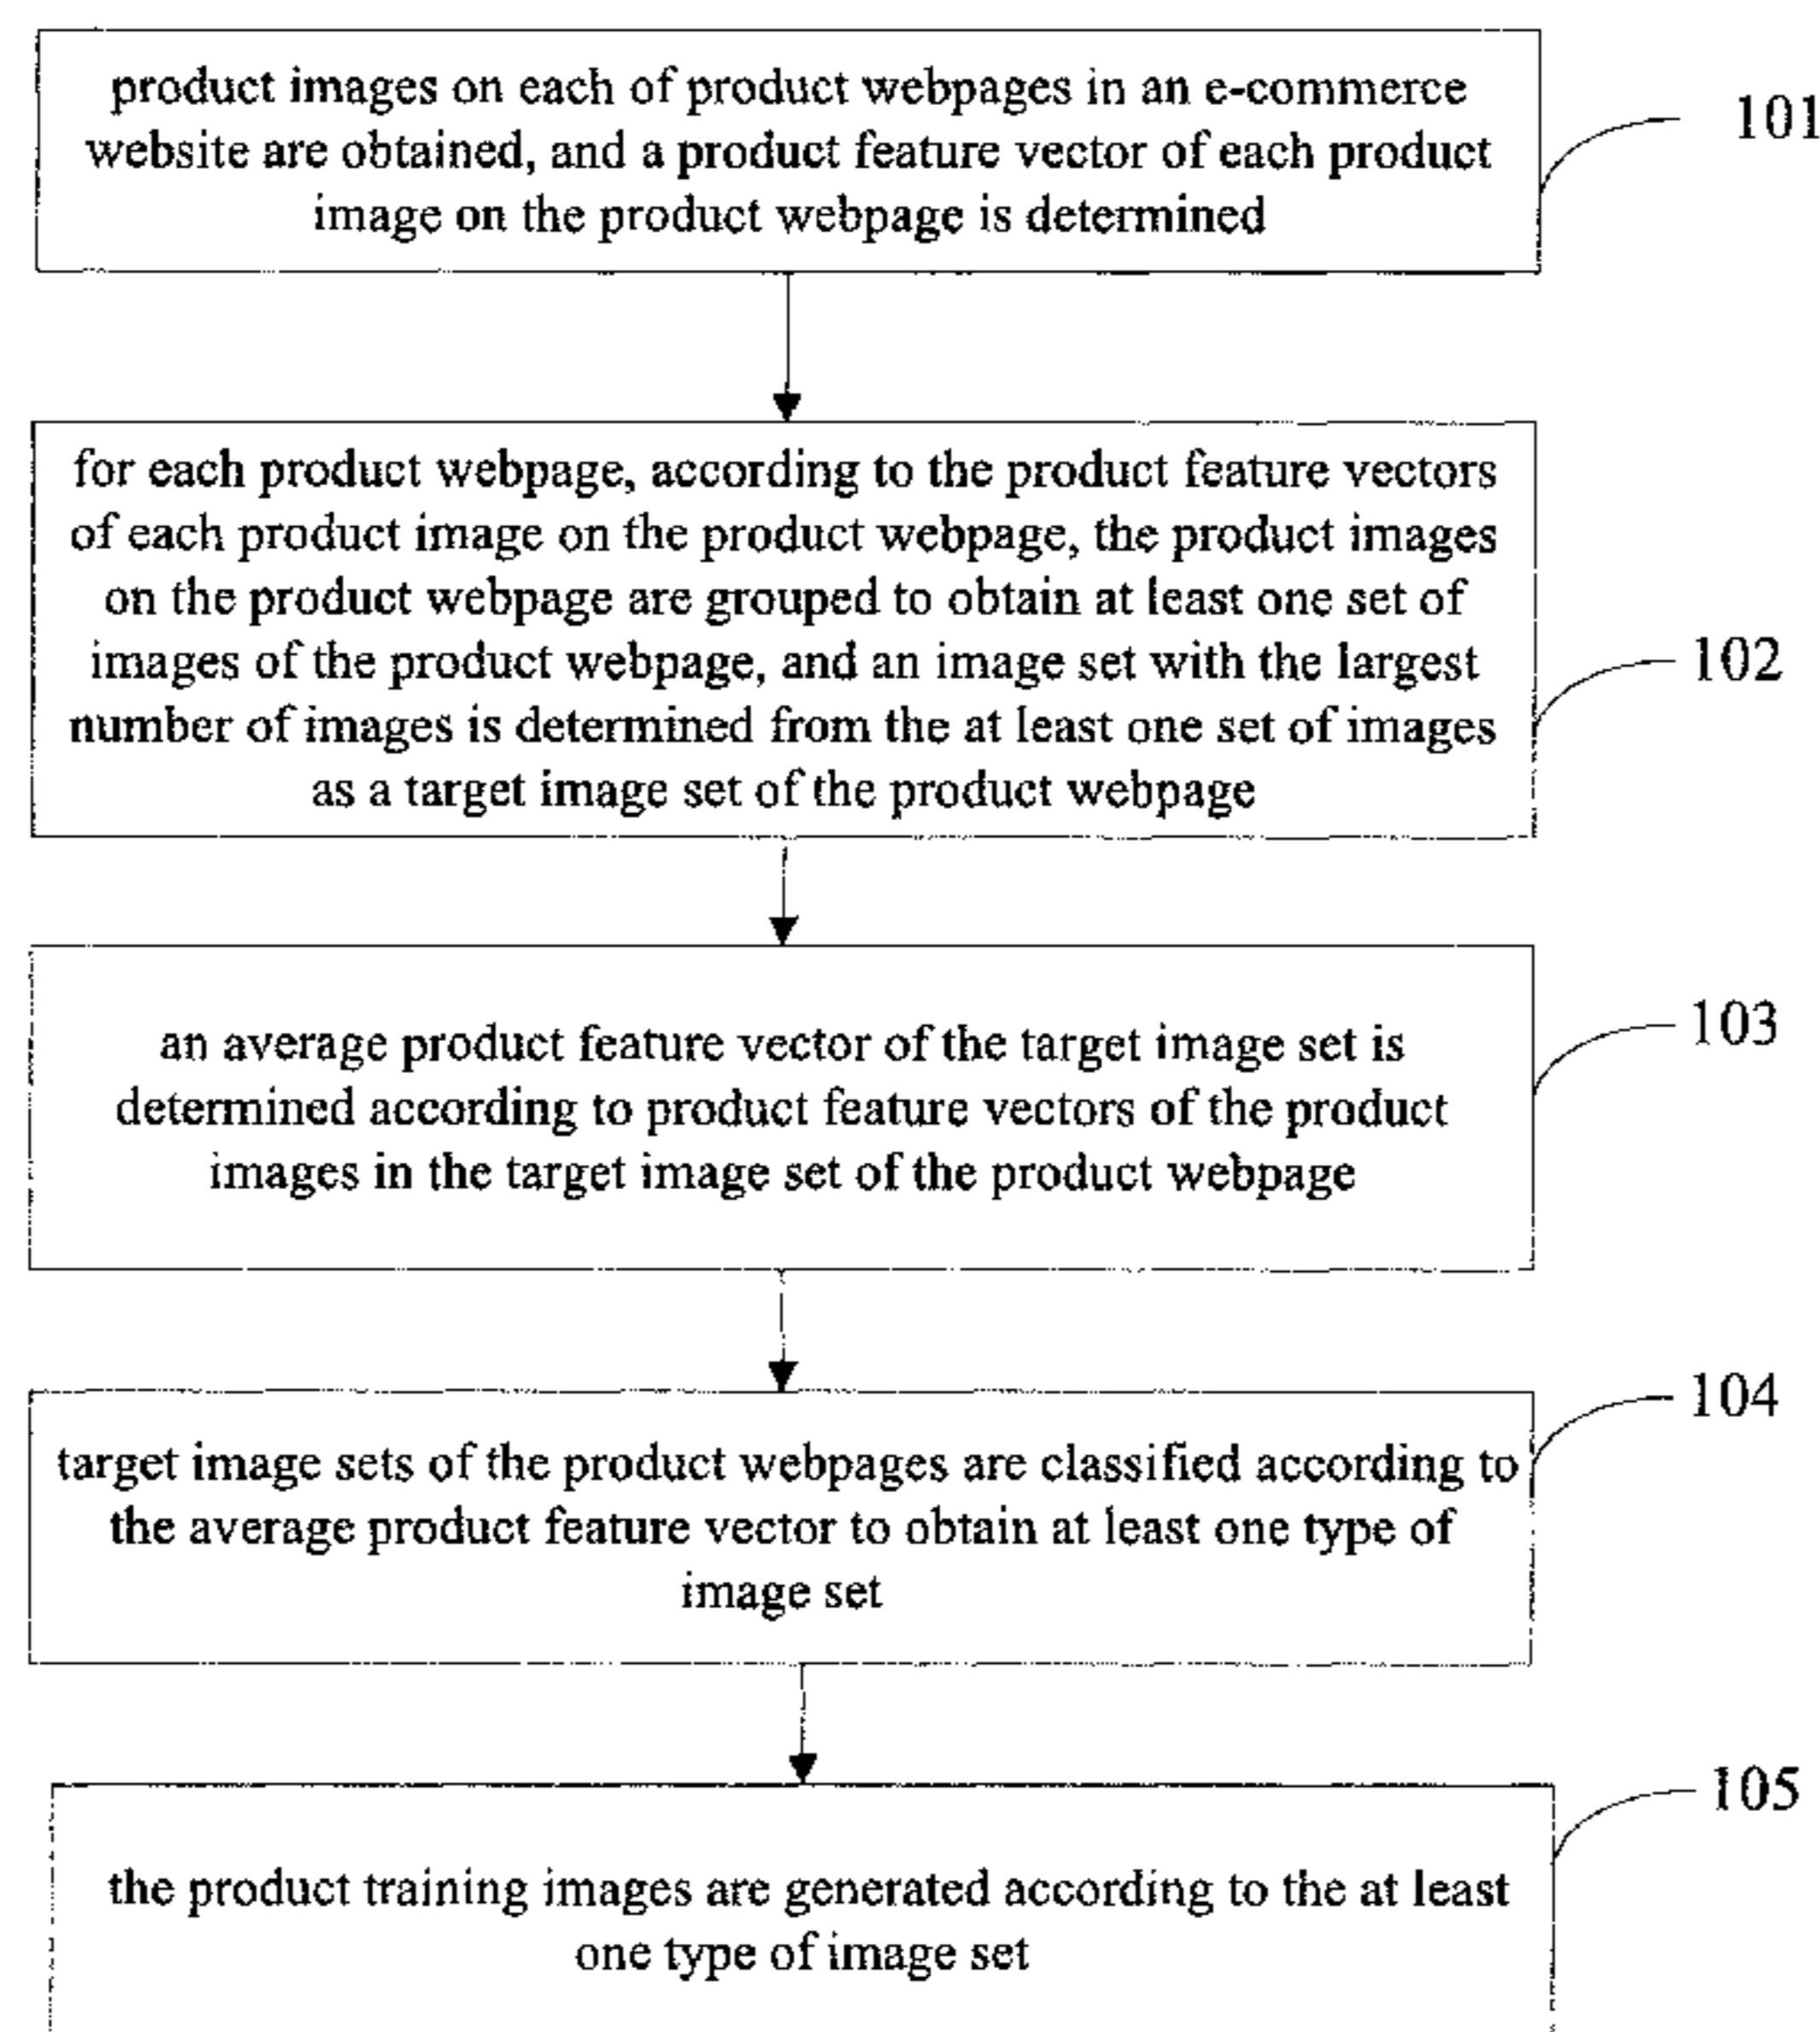 product images on each of product webpages in an e-commerce
website are obtained, and a product feature vector of each product
image on the product webpage is determined
101
for each product webpage, according to the product feature vectors
of each product image on the product webpage, the product images
on the product webpage are grouped to obtain at least one set of
images of the product webpage, and an image set with the largest
number of images is determined from the at least one set of images
as a target image set of the product webpage
102
an average product feature vector of the target image set is
determined according to product feature vectors of the product
images in the target image set of the product webpage
103
target image sets of the product webpages are classified according to
the average product feature vector to obtain at least one type of
image set
104
the product training images are generated according to the at least
one type of image set
105